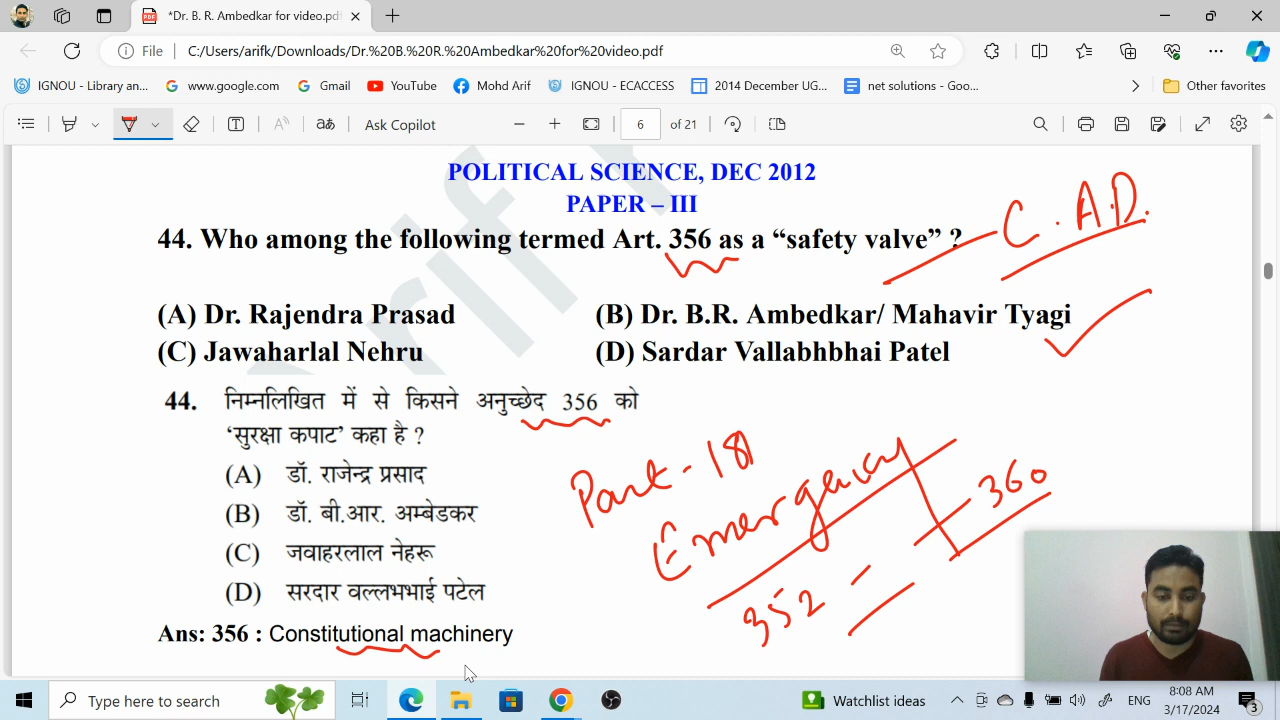 *Dr. B. R. Ambedkar for video.pdf
File
C:/Users/arifk/Downloads/Dr.%20B.%20R.%20Ambedkar%20for%20video.pdf
IGNOU - Library an...
www.google.com
Gmail
YouTube
Mohd Arif
IGNOU - ECACCESS
2014 December UG...
net solutions - Goo...
Other favorites
Ask Copilot
6 of 21
POLITICAL SCIENCE, DEC 2012
PAPER – III
C.A.D.
44. Who among the following termed Art. 356 as a “safety valve” ?
(A) Dr. Rajendra Prasad
(B) Dr. B.R. Ambedkar/ Mahavir Tyagi
(C) Jawaharlal Nehru
(D) Sardar Vallabhbhai Patel
44. निम्नलिखित में से किसने अनुच्छेद 356 को
‘सुरक्षा कपाट’ कहा है ?
(A) डॉ. राजेन्द्र प्रसाद
(B) डॉ. बी.आर. अम्बेडकर
(C) जवाहरलाल नेहरू
(D) सरदार वल्लभभाई पटेल
Part - 18
Emergency
352 = 360
Ans: 356 : Constitutional machinery
Type here to search
Watchlist ideas
ENG
8:08 AM
3/17/2024
3